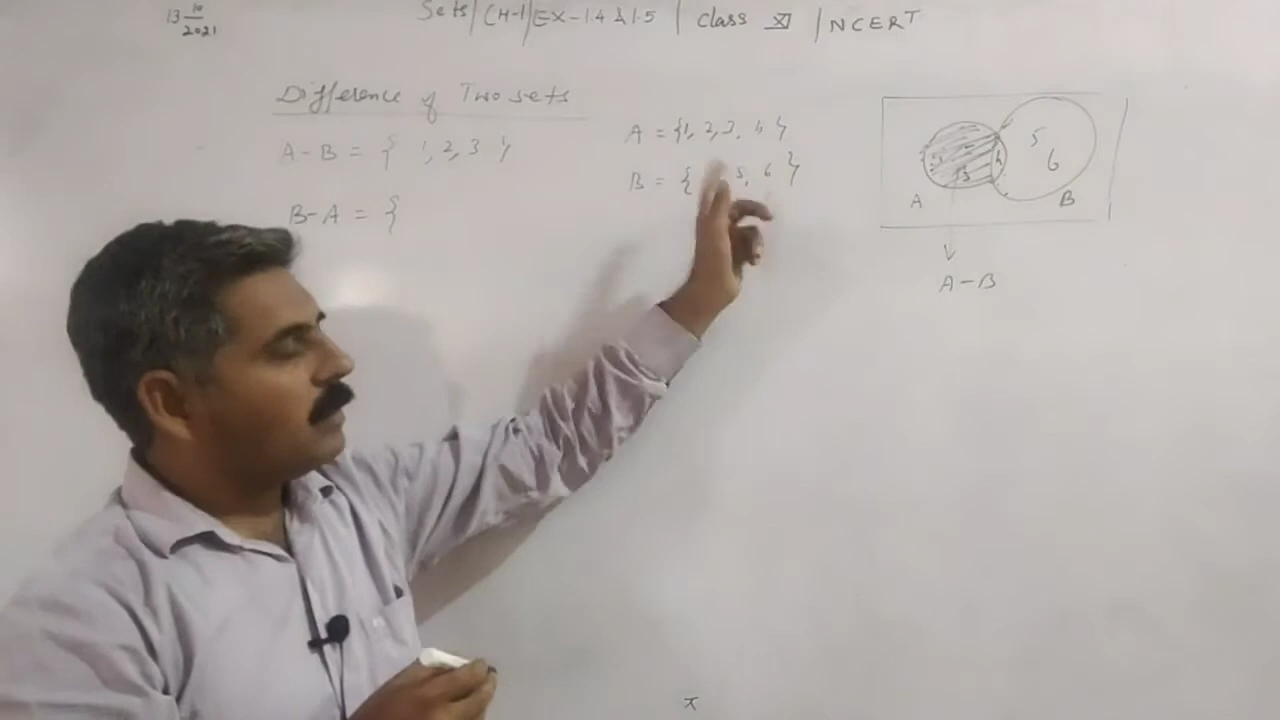 13 10/2021
Sets / CH-1 / EX-1.4 & 1.5 | Class XI | NCERT
Difference of Two sets
A-B = { 1, 2, 3 }
B-A = {
A = {1, 2, 3, 4 }
B = { 5, 6 }
5
6
4
3
A
B
A-B